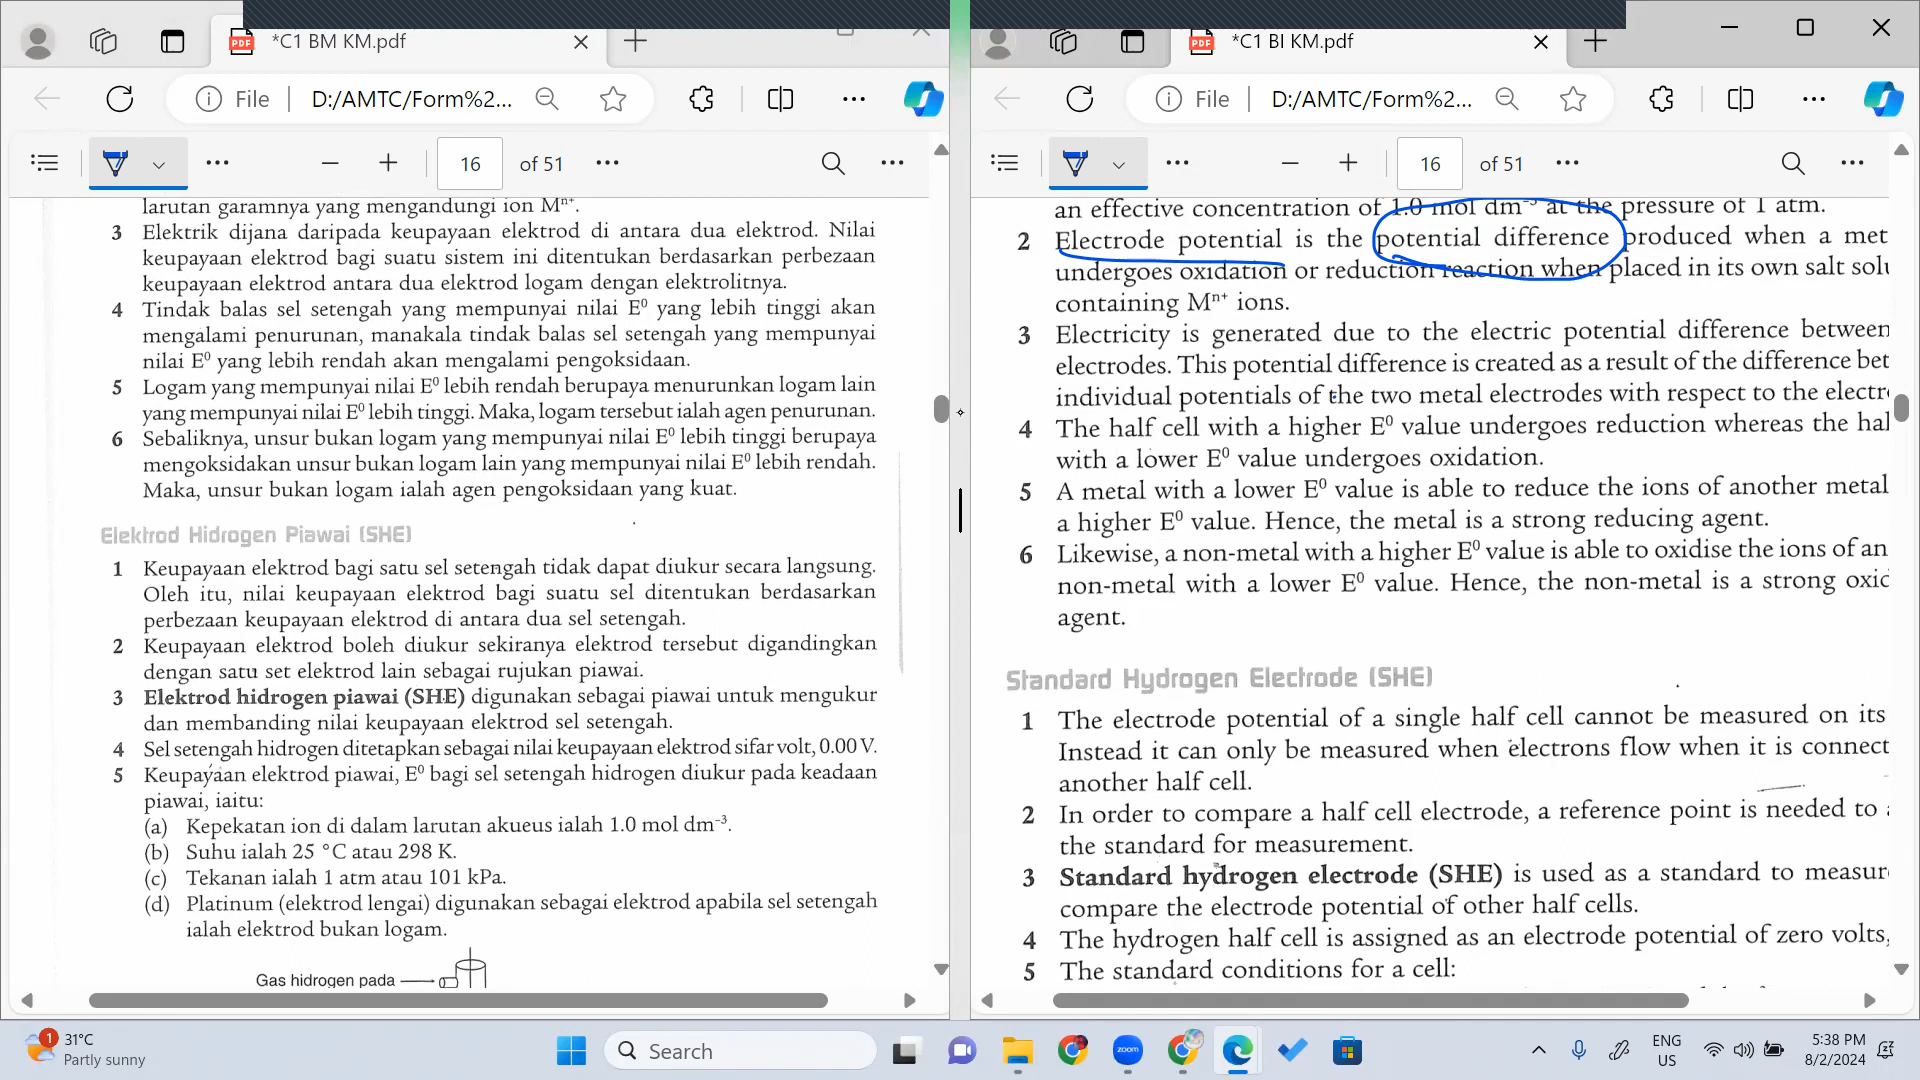 *C1 BM KM.pdf
File
D:/AMTC/Form%2...
16 of 51
larutan garamnya yang mengandungi ion Mⁿ⁺.
3 Elektrik dijana daripada keupayaan elektrod di antara dua elektrod. Nilai
keupayaan elektrod bagi suatu sistem ini ditentukan berdasarkan perbezaan
keupayaan elektrod antara dua elektrod logam dengan elektrolitnya.
4 Tindak balas sel setengah yang mempunyai nilai E⁰ yang lebih tinggi akan
mengalami penurunan, manakala tindak balas sel setengah yang mempunyai
nilai E⁰ yang lebih rendah akan mengalami pengoksidaan.
5 Logam yang mempunyai nilai E⁰ lebih rendah berupaya menurunkan logam lain
yang mempunyai nilai E⁰ lebih tinggi. Maka, logam tersebut ialah agen penurunan.
6 Sebaliknya, unsur bukan logam yang mempunyai nilai E⁰ lebih tinggi berupaya
mengoksidakan unsur bukan logam lain yang mempunyai nilai E⁰ lebih rendah.
Maka, unsur bukan logam ialah agen pengoksidaan yang kuat.
Elektrod Hidrogen Piawai (SHE)
1 Keupayaan elektrod bagi satu sel setengah tidak dapat diukur secara langsung.
Oleh itu, nilai keupayaan elektrod bagi suatu sel ditentukan berdasarkan
perbezaan keupayaan elektrod di antara dua sel setengah.
2 Keupayaan elektrod boleh diukur sekiranya elektrod tersebut digandingkan
dengan satu set elektrod lain sebagai rujukan piawai.
3 Elektrod hidrogen piawai (SHE) digunakan sebagai piawai untuk mengukur
dan membanding nilai keupayaan elektrod sel setengah.
4 Sel setengah hidrogen ditetapkan sebagai nilai keupayaan elektrod sifar volt, 0.00 V.
5 Keupayaan elektrod piawai, E⁰ bagi sel setengah hidrogen diukur pada keadaan
piawai, iaitu:
(a) Kepekatan ion di dalam larutan akueus ialah 1.0 mol dm⁻³.
(b) Suhu ialah 25 °C atau 298 K.
(c) Tekanan ialah 1 atm atau 101 kPa.
(d) Platinum (elektrod lengai) digunakan sebagai elektrod apabila sel setengah
ialah elektrod bukan logam.
Gas hidrogen pada
*C1 BI KM.pdf
File
D:/AMTC/Form%2...
16 of 51
an effective concentration of 1.0 mol dm⁻³ at the pressure of 1 atm.
2 Electrode potential is the potential difference produced when a met
undergoes oxidation or reduction reaction when placed in its own salt solu
containing Mⁿ⁺ ions.
3 Electricity is generated due to the electric potential difference between
electrodes. This potential difference is created as a result of the difference bet
individual potentials of the two metal electrodes with respect to the electr
4 The half cell with a higher E⁰ value undergoes reduction whereas the hal
with a lower E⁰ value undergoes oxidation.
5 A metal with a lower E⁰ value is able to reduce the ions of another metal
a higher E⁰ value. Hence, the metal is a strong reducing agent.
6 Likewise, a non-metal with a higher E⁰ value is able to oxidise the ions of an
non-metal with a lower E⁰ value. Hence, the non-metal is a strong oxid
agent.
Standard Hydrogen Electrode (SHE)
1 The electrode potential of a single half cell cannot be measured on its
Instead it can only be measured when electrons flow when it is connect
another half cell.
2 In order to compare a half cell electrode, a reference point is needed to
the standard for measurement.
3 Standard hydrogen electrode (SHE) is used as a standard to measur
compare the electrode potential of other half cells.
4 The hydrogen half cell is assigned as an electrode potential of zero volts,
5 The standard conditions for a cell:
1
31°C
Partly sunny
Search
zoom
ENG
US
5:38 PM
8/2/2024